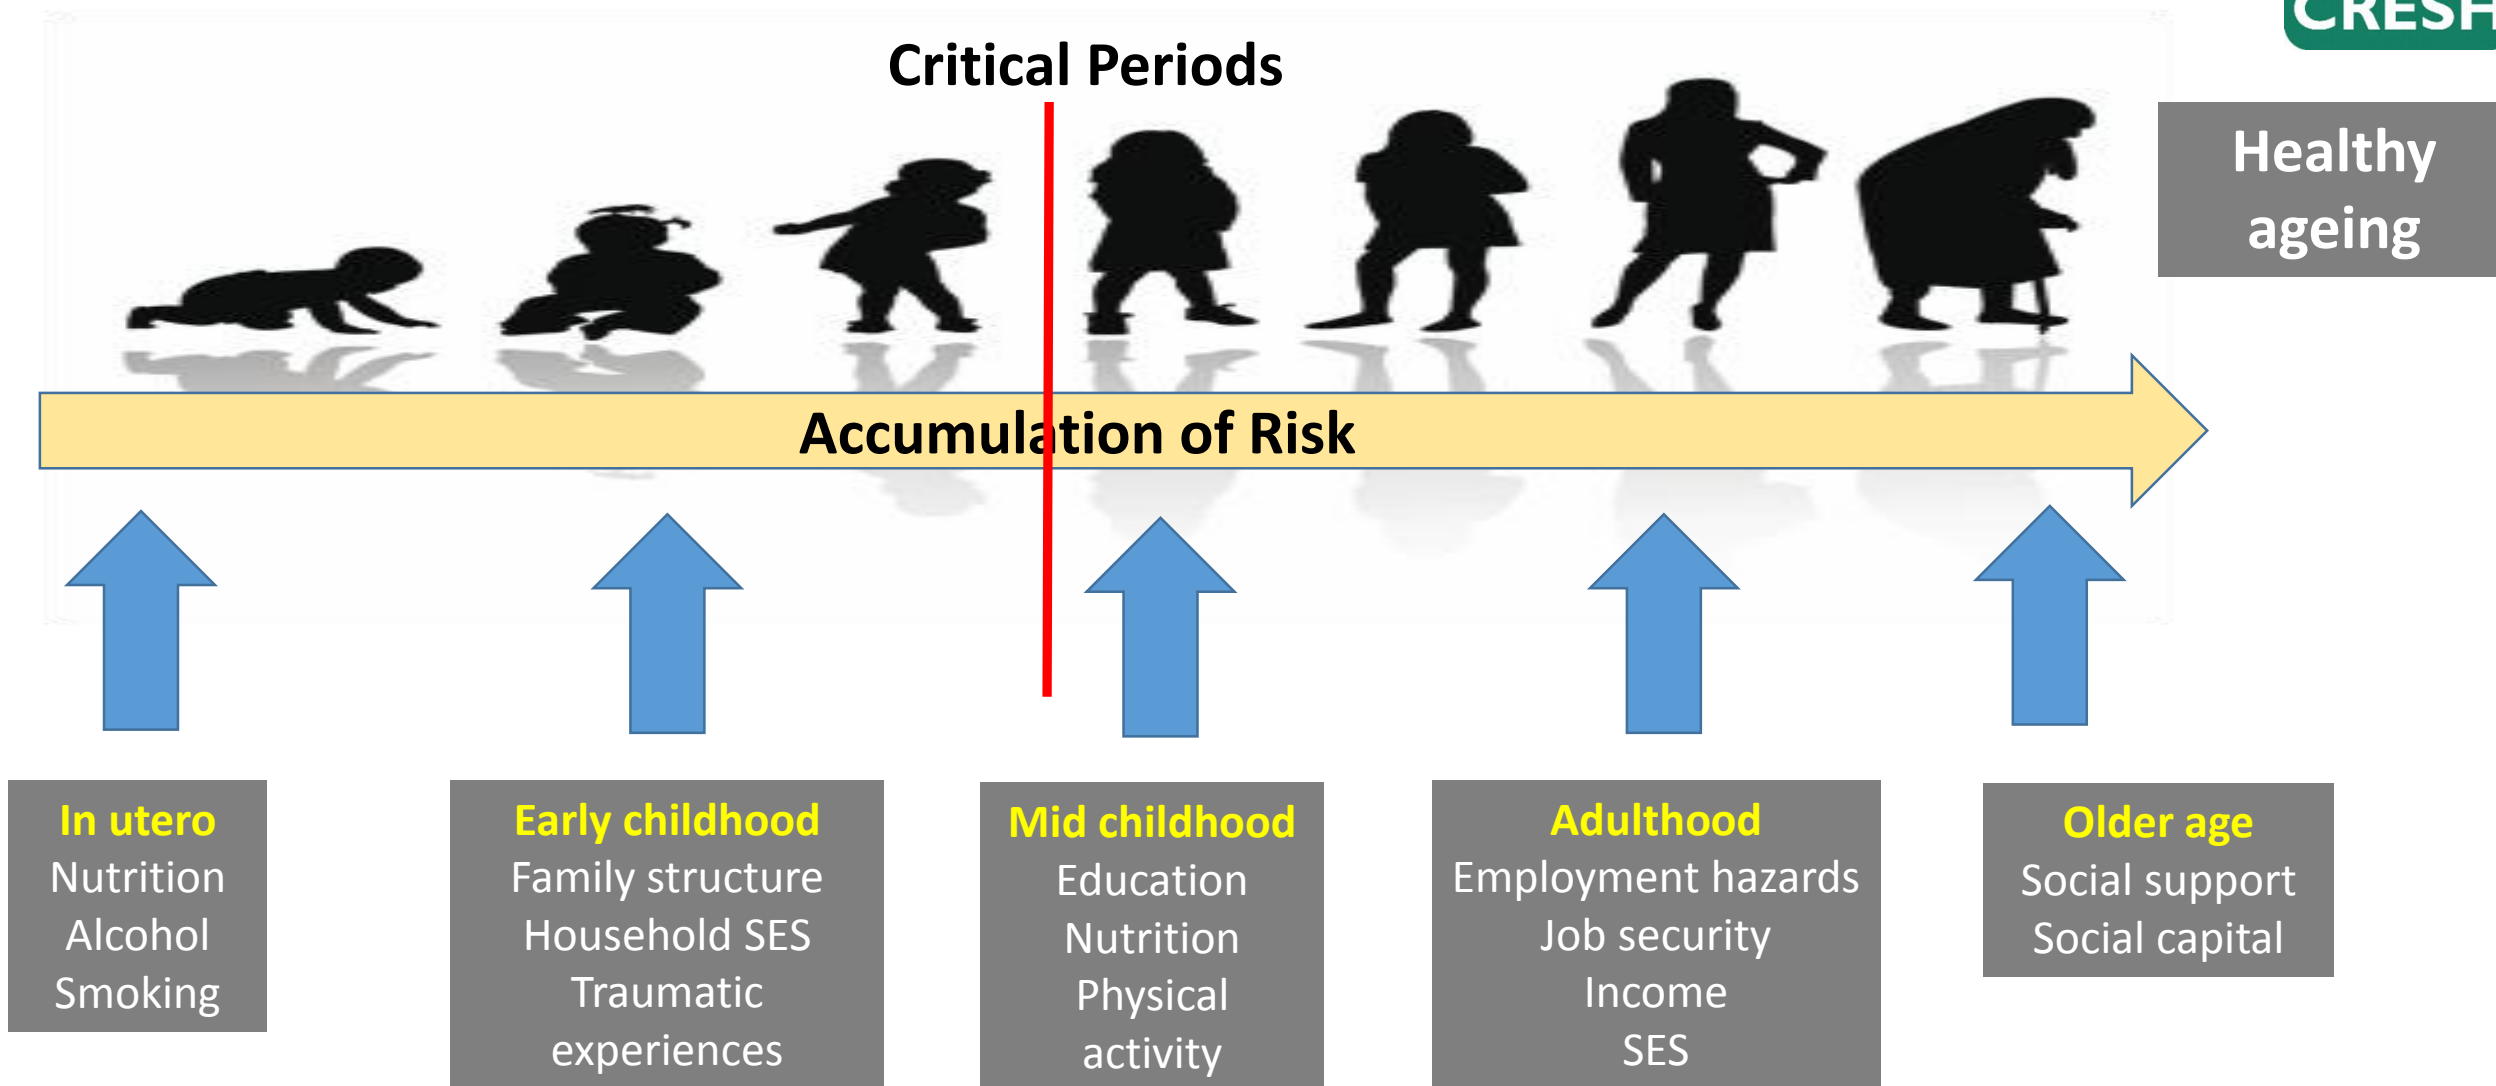 CRESH
Critical Periods
Healthy
ageing
Accumulation of Risk
In utero
Nutrition
Alcohol
Smoking
Early childhood
Family structure
Household SES
Traumatic
experiences
Mid childhood
Education
Nutrition
Physical
activity
Adulthood
Employment hazards
Job security
Income
SES
Older age
Social support
Social capital